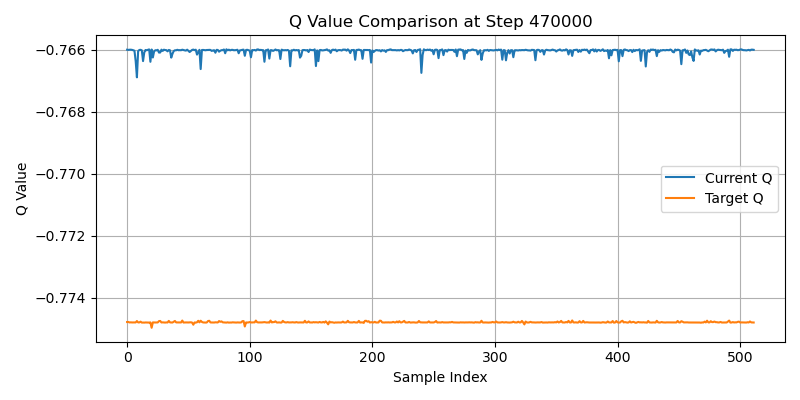 Q Value Comparison at Step 470000
−0.766
−0.768
−0.770
−0.772
−0.774
Q Value
Current Q
Target Q
0
100
200
300
400
500
Sample Index